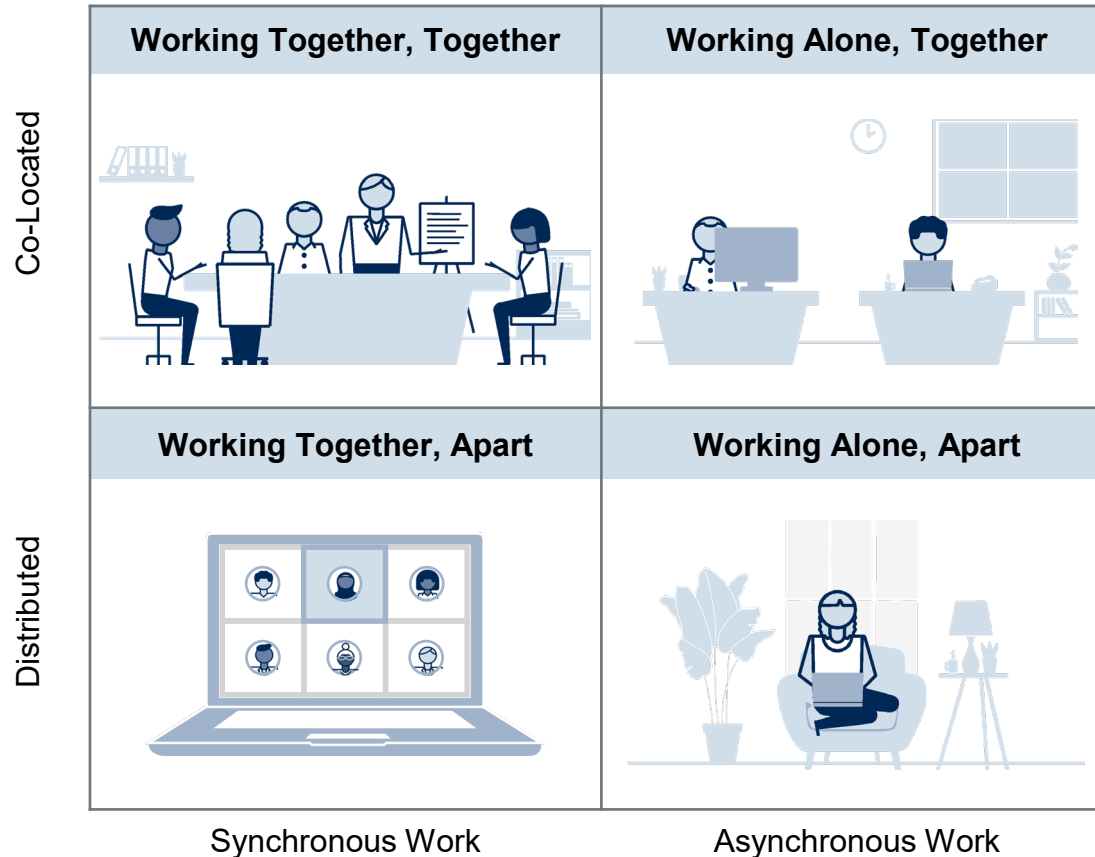 Working Together, Together
Working Alone, Together
Co-Located
Working Together, Apart
Working Alone, Apart
Distributed
Synchronous Work
Asynchronous Work